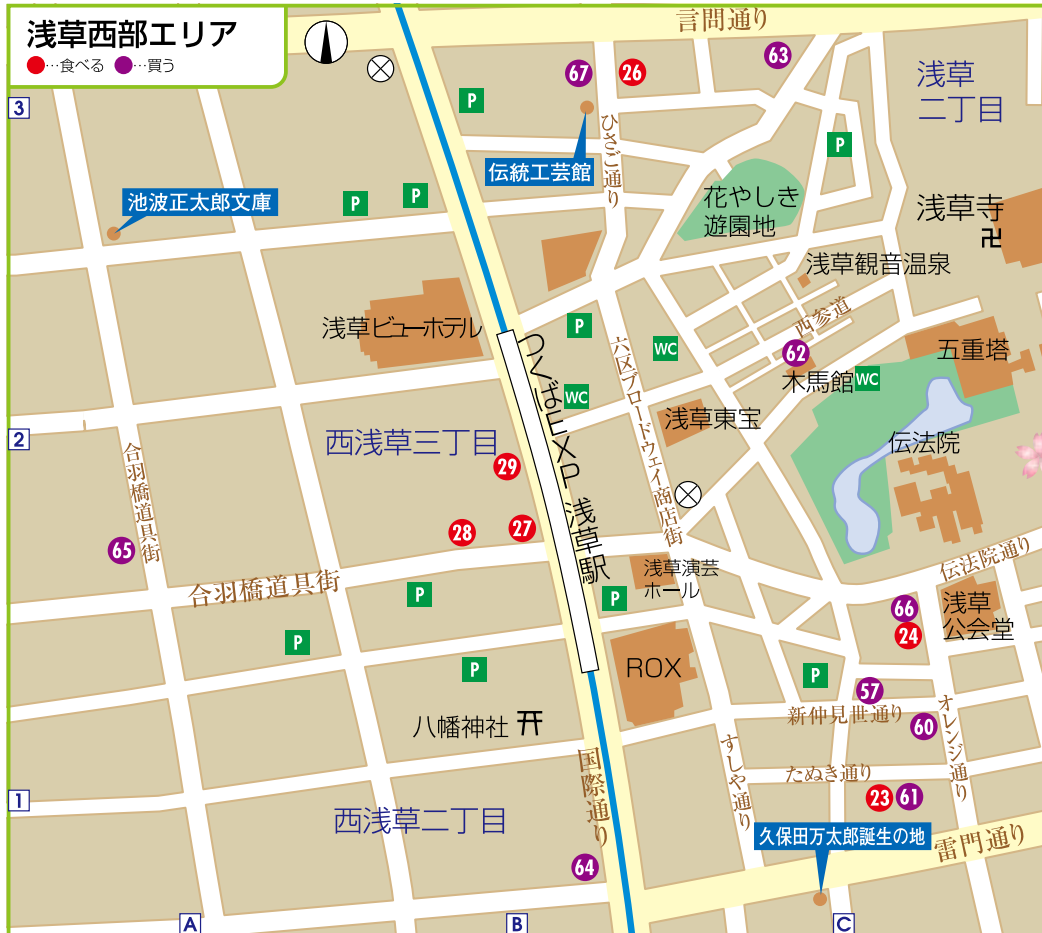 浅草西部エリア
●…食べる ●…買う
言問通り
3
67
26
63
浅草
二丁目
P
P
伝統工芸館
ひさご通り
池波正太郎文庫
P
P
花やしき
遊園地
浅草寺
卍
浅草観音温泉
浅草ビューホテル
つくばEXP 浅草駅
P
六区ブロードウェイ商店街
WC
西参道
62
木馬館
WC
五重塔
WC
浅草東宝
2
西浅草三丁目
伝法院
合羽橋道具街
29
28
27
65
合羽橋道具街
浅草演芸
ホール
伝法院通り
P
P
66
24
浅草
公会堂
P
P
ROX
P
57
八幡神社
新仲見世通り
60
オレンジ通り
すしや通り
国際通り
たぬき通り
1
23
61
西浅草二丁目
久保田万太郎誕生の地
雷門通り
64
A
B
C